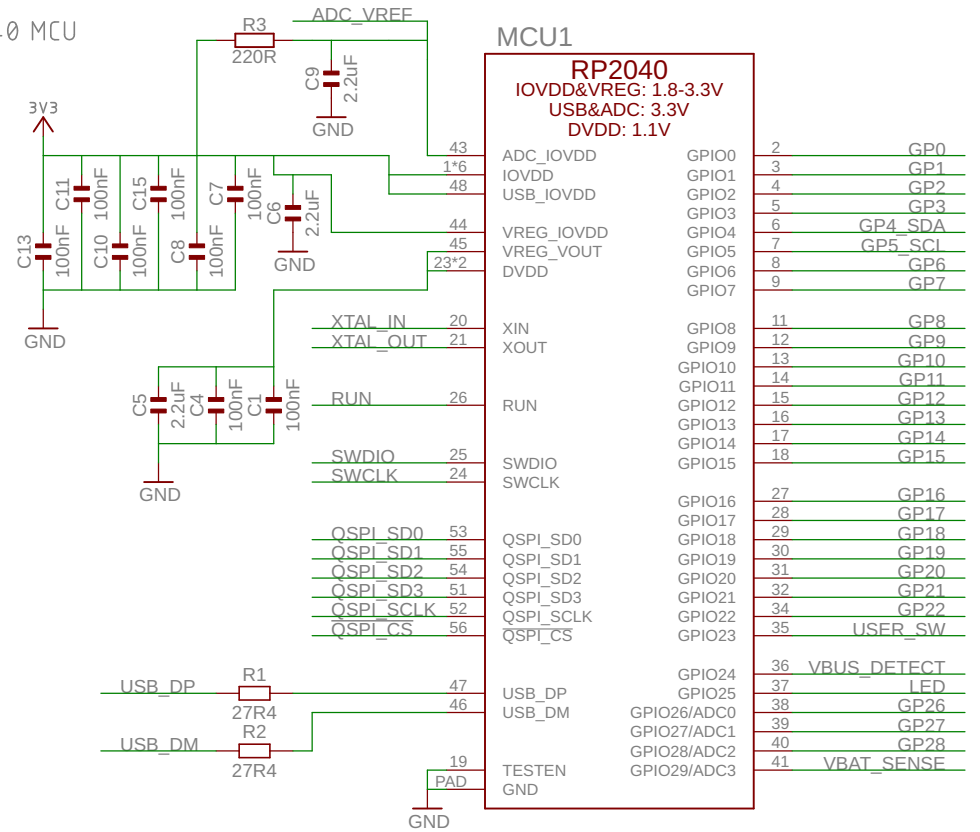 40 MCU
ADC_VREF
R3
220R
C9
2.2uF
GND
3V3
C11
100nF
C15
100nF
C7
100nF
C6
2.2uF
GND
C13
100nF
C10
100nF
C8
100nF
GND
C5
2.2uF
C4
100nF
C1
100nF
GND
MCU1
RP2040
IOVDD&VREG: 1.8-3.3V
USB&ADC: 3.3V
DVDD: 1.1V
43 ADC_IOVDD
1*6 IOVDD
48 USB_IOVDD
44 VREG_IOVDD
45 VREG_VOUT
23*2 DVDD
XTAL_IN 20 XIN
XTAL_OUT 21 XOUT
RUN 26 RUN
SWDIO 25 SWDIO
SWCLK 24 SWCLK
QSPI_SD0 53 QSPI_SD0
QSPI_SD1 55 QSPI_SD1
QSPI_SD2 54 QSPI_SD2
QSPI_SD3 51 QSPI_SD3
QSPI_SCLK 52 QSPI_SCLK
QSPI_CS 56 QSPI_CS
USB_DP R1 27R4 47 USB_DP
USB_DM R2 27R4 46 USB_DM
19 TESTEN
PAD GND
GND
GPIO0 2 GP0
GPIO1 3 GP1
GPIO2 4 GP2
GPIO3 5 GP3
GPIO4 6 GP4_SDA
GPIO5 7 GP5_SCL
GPIO6 8 GP6
GPIO7 9 GP7
GPIO8 11 GP8
GPIO9 12 GP9
GPIO10 13 GP10
GPIO11 14 GP11
GPIO12 15 GP12
GPIO13 16 GP13
GPIO14 17 GP14
GPIO15 18 GP15
GPIO16 27 GP16
GPIO17 28 GP17
GPIO18 29 GP18
GPIO19 30 GP19
GPIO20 31 GP20
GPIO21 32 GP21
GPIO22 34 GP22
GPIO23 35 USER_SW
GPIO24 36 VBUS_DETECT
GPIO25 37 LED
GPIO26/ADC0 38 GP26
GPIO27/ADC1 39 GP27
GPIO28/ADC2 40 GP28
GPIO29/ADC3 41 VBAT_SENSE